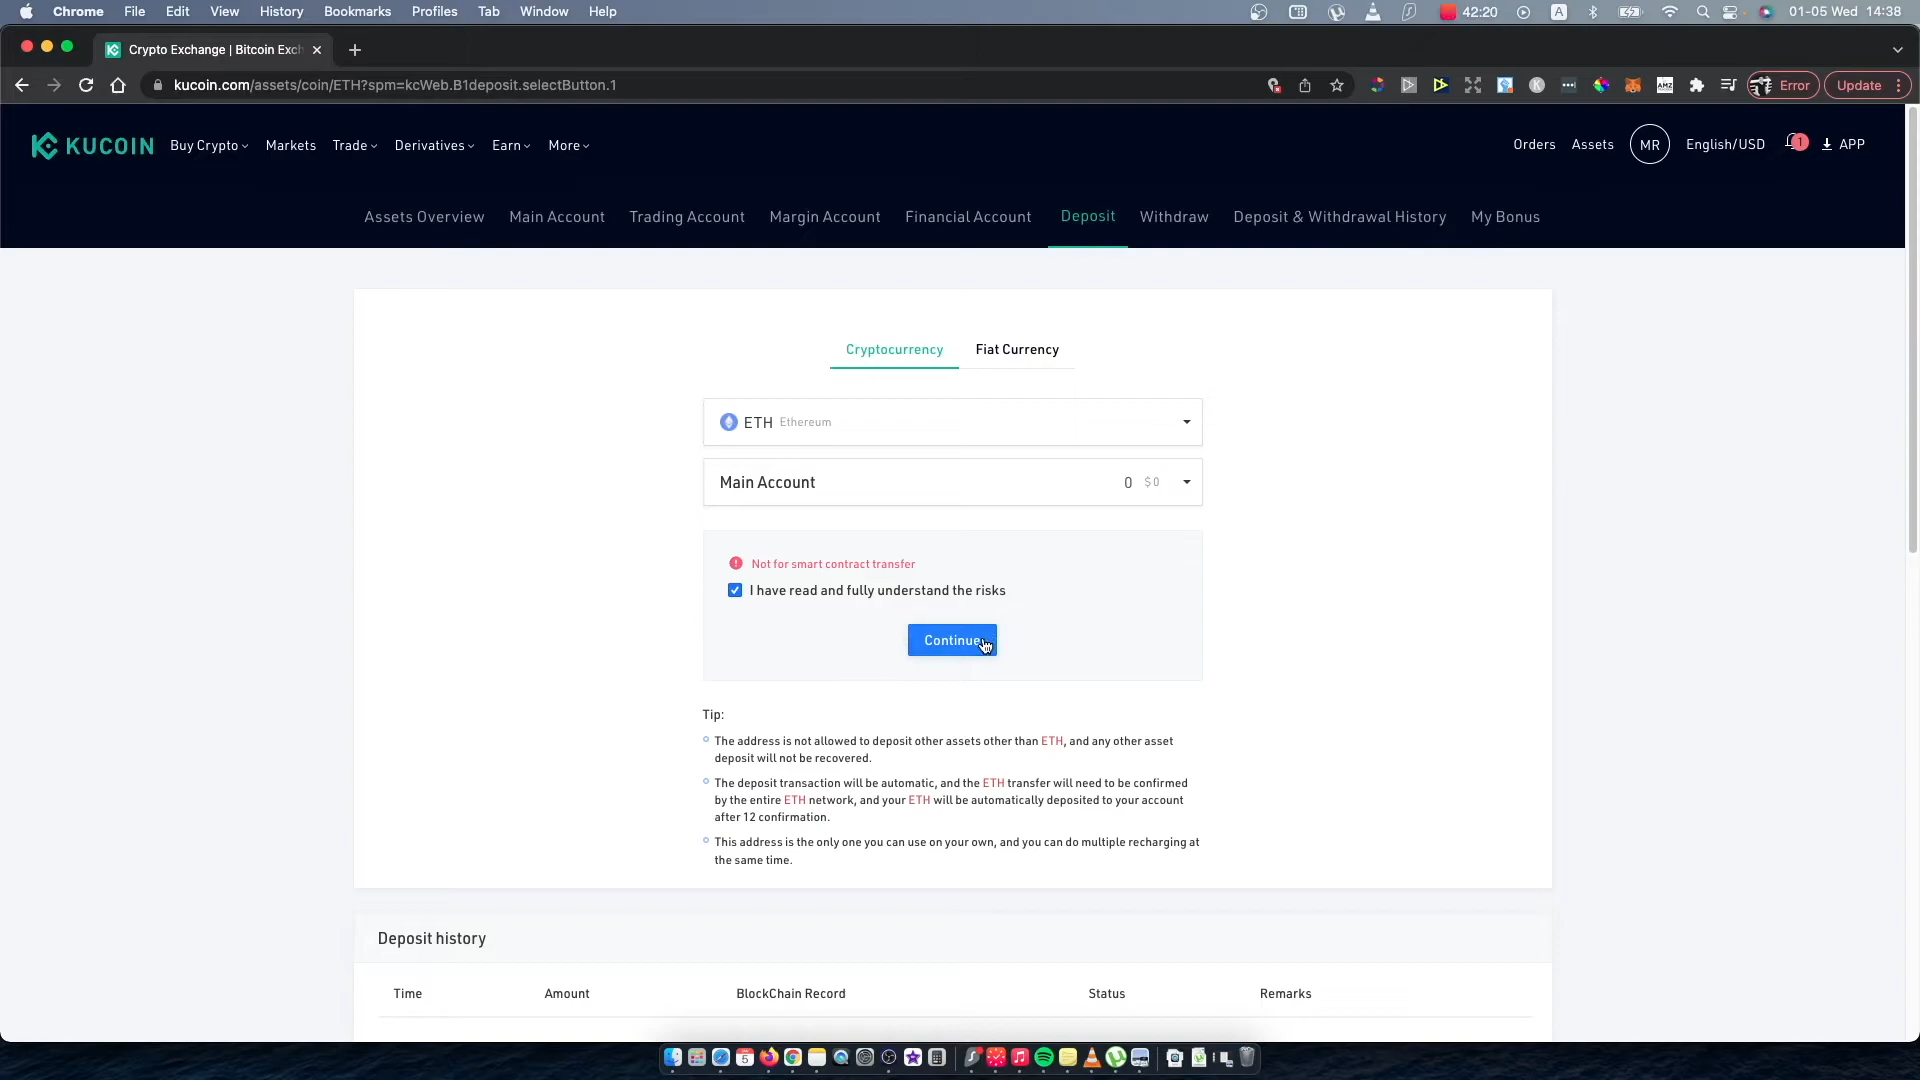 Chrome File Edit View History Bookmarks Profiles Tab Window Help 42:20 A 01-05 Wed 14:38
Crypto Exchange | Bitcoin Exch
kucoin.com/assets/coin/ETH?spm=kcWeb.B1deposit.selectButton.1 K AMZ Error Update
KUCOIN Buy Crypto Markets Trade Derivatives Earn More Orders Assets MR English/USD 1 APP
Assets Overview Main Account Trading Account Margin Account Financial Account Deposit Withdraw Deposit & Withdrawal History My Bonus
Cryptocurrency Fiat Currency
ETH Ethereum
Main Account 0 $0
Not for smart contract transfer
I have read and fully understand the risks
Continue
Tip:
The address is not allowed to deposit other assets other than ETH, and any other asset
deposit will not be recovered.
The deposit transaction will be automatic, and the ETH transfer will need to be confirmed
by the entire ETH network, and your ETH will be automatically deposited to your account
after 12 confirmation.
This address is the only one you can use on your own, and you can do multiple recharging at
the same time.
Deposit history
Time Amount BlockChain Record Status Remarks
5